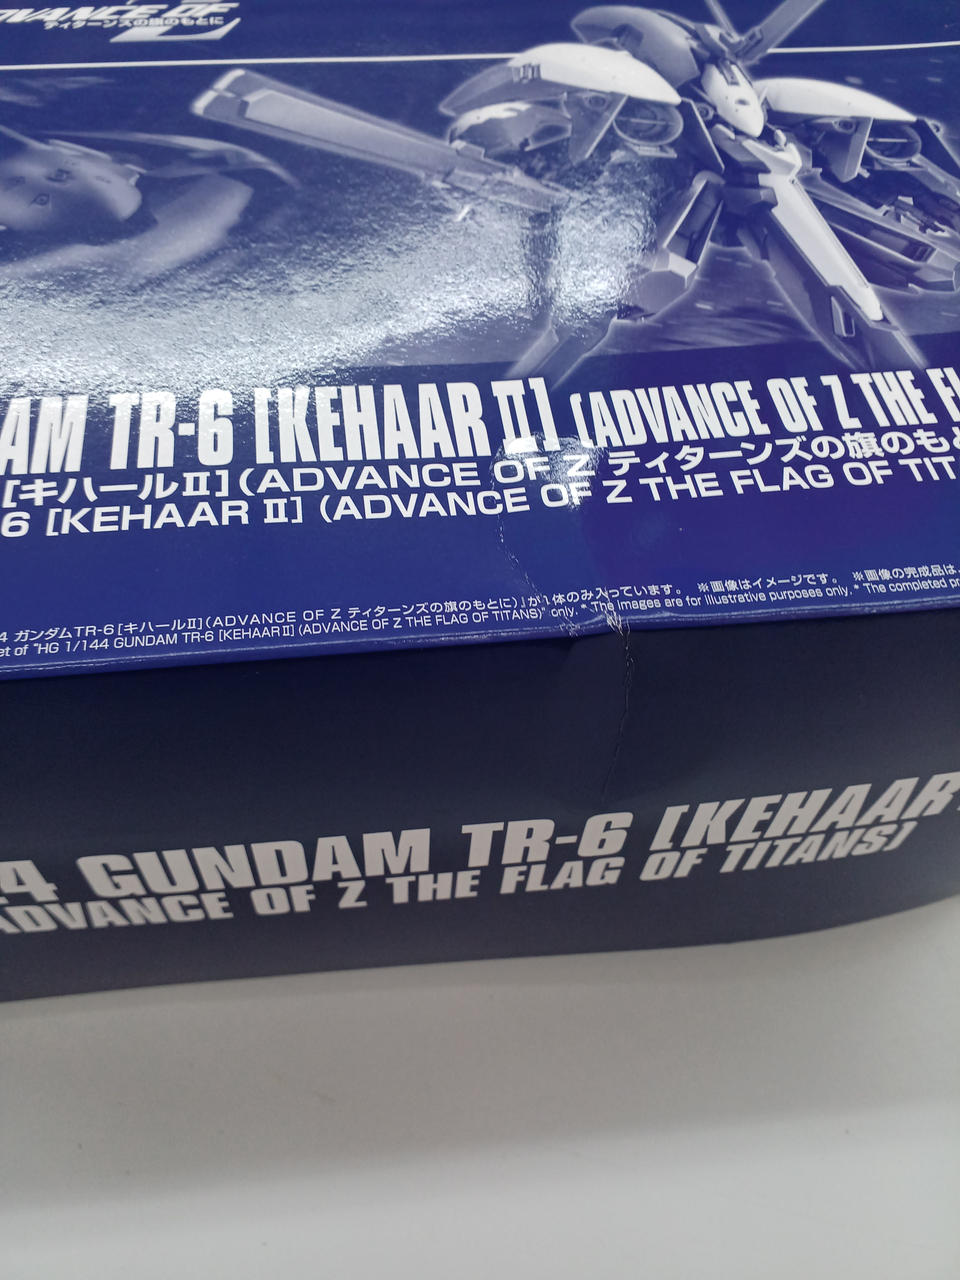 VANCE OF
ティターンズの旗のもとに
AM TR-6 [KEHAAR II] (ADVANCE OF Z THE FL
[キハールII] (ADVANCE OF Z ティターンズの旗のもと
6 [KEHAAR II] (ADVANCE OF Z THE FLAG OF TIT
4 ガンダムTR-6 [キハールII] (ADVANCE OF Z ティターンズの旗のもとに)」が1体のみ入っています。 ※画像はイメージです。 ※画像の完成品は、
et of "HG 1/144 GUNDAM TR-6 [KEHAAR II] (ADVANCE OF Z THE FLAG OF TITANS)" only. * The images are for illustrative purposes only. * The completed pr
4 GUNDAM TR-6 [KEHAAR
ADVANCE OF Z THE FLAG OF TITANS]